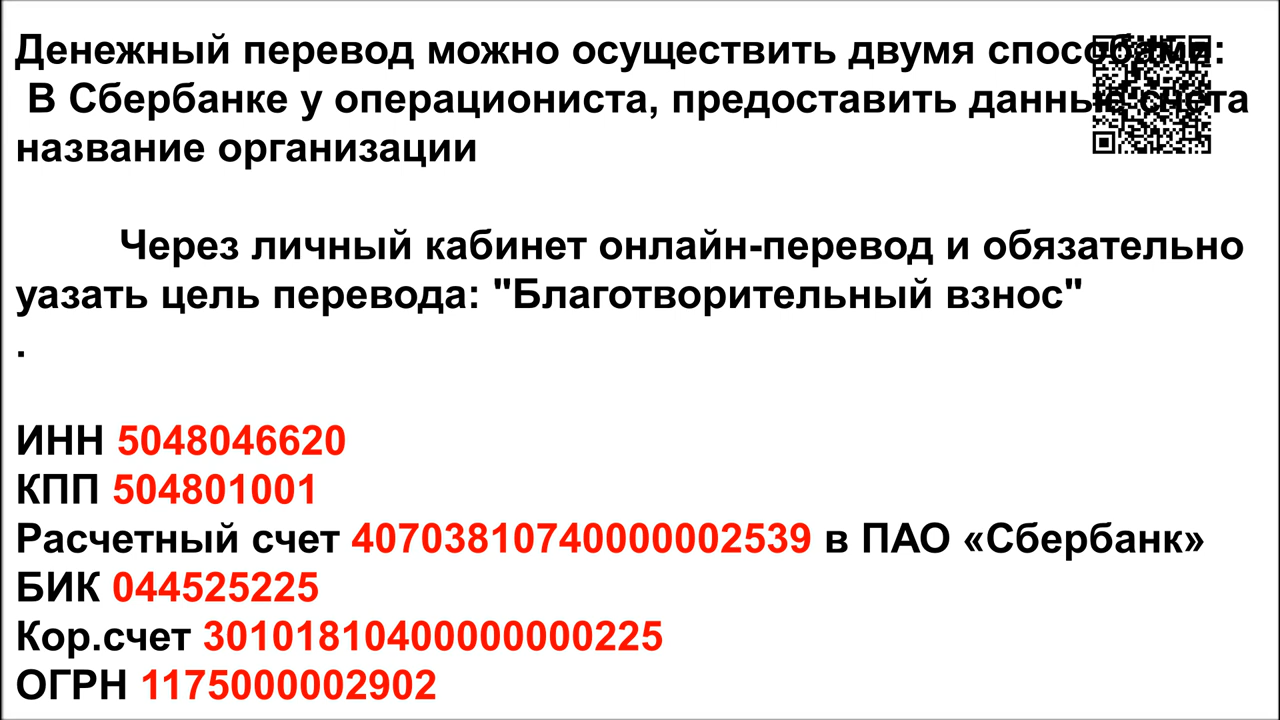 Денежный перевод можно осуществить двумя способами:
В Сбербанке у операциониста, предоставить данные счета
название организации
Через личный кабинет онлайн-перевод и обязательно
уазать цель перевода: "Благотворительный взнос"
.
ИНН 5048046620
КПП 504801001
Расчетный счет 40703810740000002539 в ПАО «Сбербанк»
БИК 044525225
Кор.счет 30101810400000000225
ОГРН 1175000002902